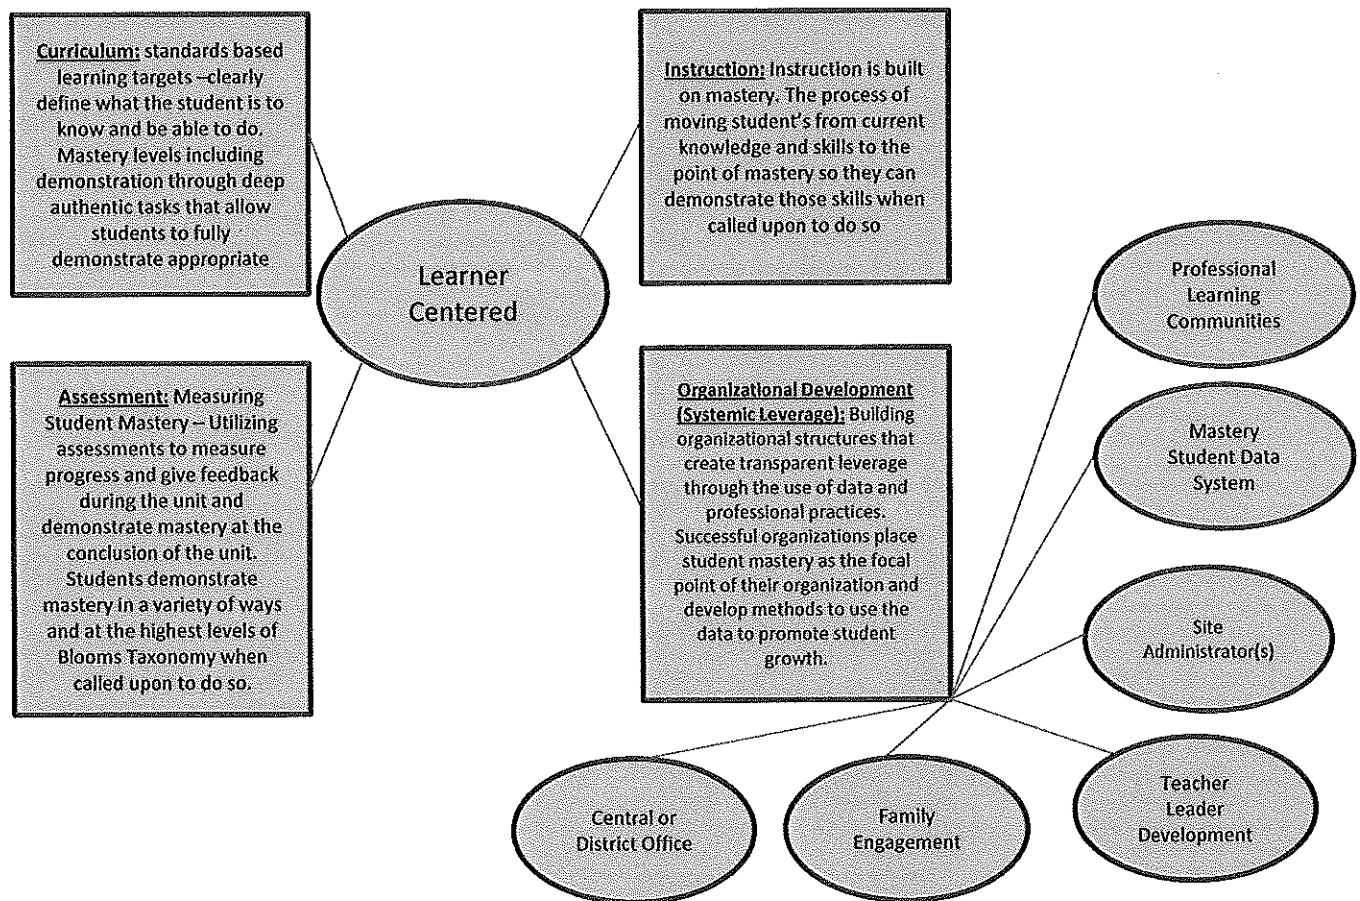 Curriculum: standards based
learning targets –clearly
define what the student is to
know and be able to do.
Mastery levels including
demonstration through deep
authentic tasks that allow
students to fully
demonstrate appropriate
Instruction: Instruction is built
on mastery. The process of
moving student's from current
knowledge and skills to the
point of mastery so they can
demonstrate those skills when
called upon to do so
Learner
Centered
Assessment: Measuring
Student Mastery – Utilizing
assessments to measure
progress and give feedback
during the unit and
demonstrate mastery at the
conclusion of the unit.
Students demonstrate
mastery in a variety of ways
and at the highest levels of
Blooms Taxonomy when
called upon to do so.
Organizational Development
(Systemic Leverage): Building
organizational structures that
create transparent leverage
through the use of data and
professional practices.
Successful organizations place
student mastery as the focal
point of their organization and
develop methods to use the
data to promote student
growth.
Professional
Learning
Communities
Mastery
Student Data
System
Site
Administrator(s)
Teacher
Leader
Development
Family
Engagement
Central or
District Office